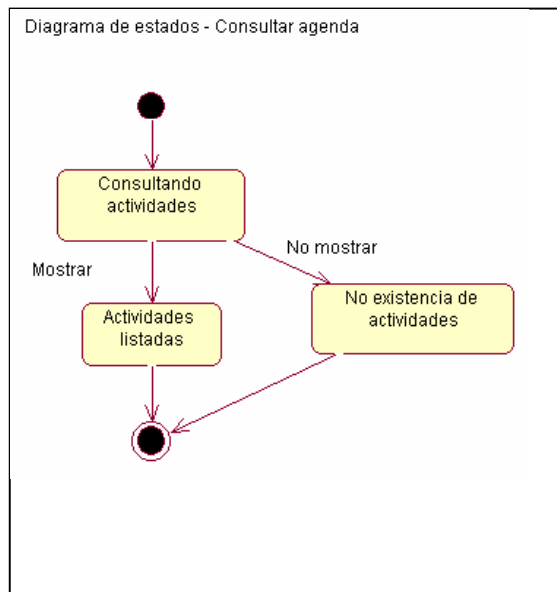 Diagrama de estados - Consultar agenda
Consultando
actividades
No mostrar
Mostrar
No existencia de
actividades
Actividades
listadas